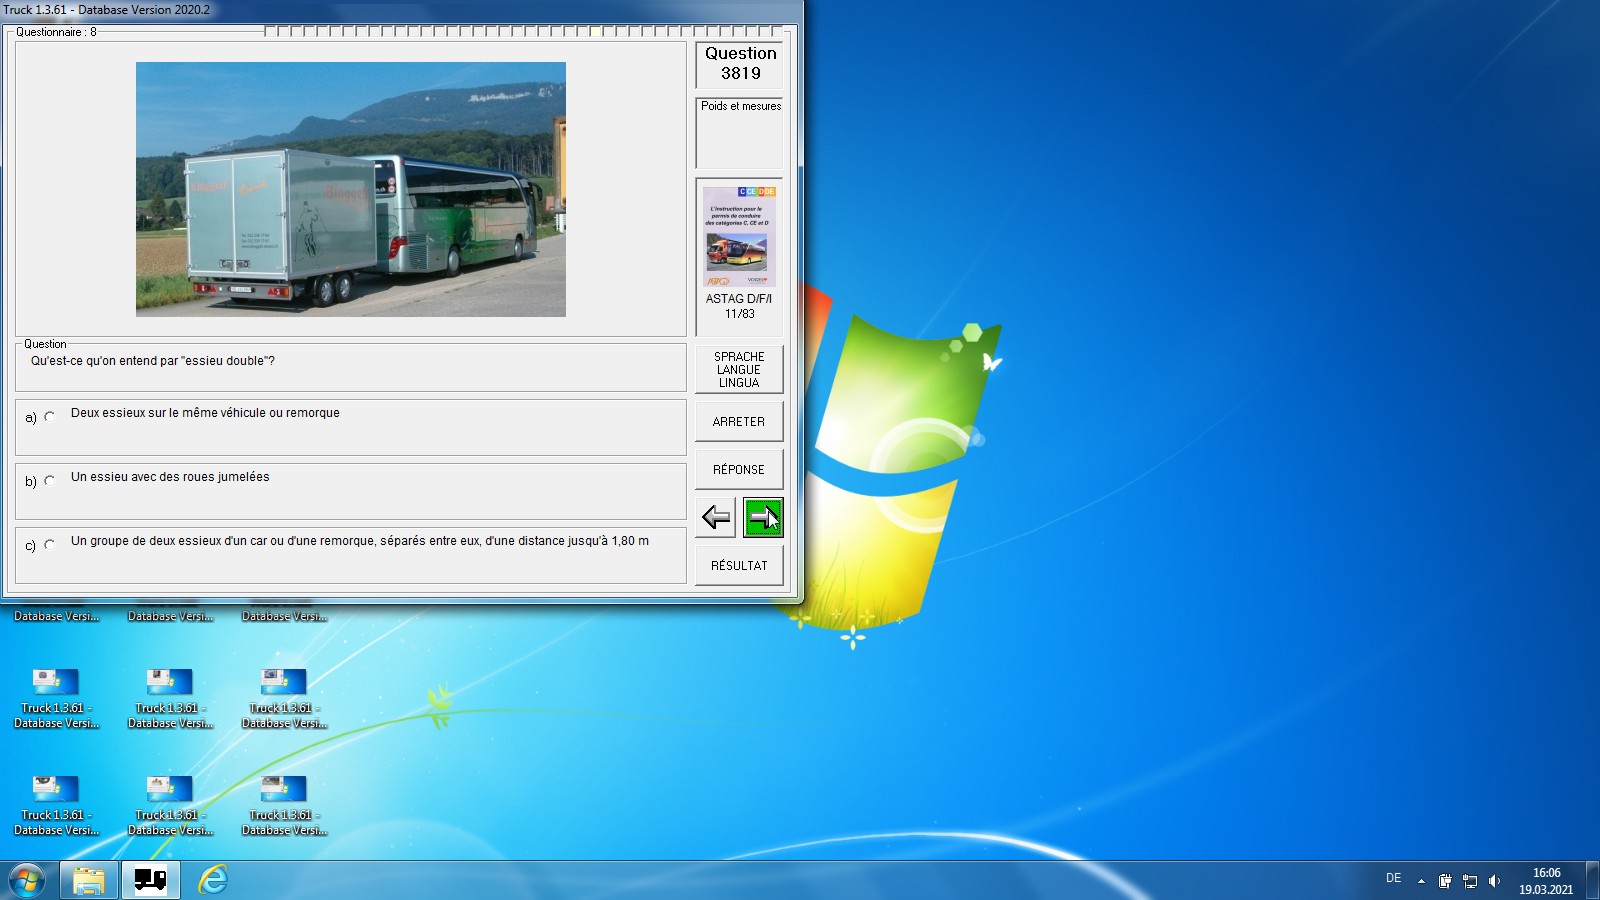 Truck 1.3.61 - Database Version 2020.2
Questionnaire : 8
Question
3819
Poids et mesures
C CE D DE
L'instruction pour le
permis de conduire
des catégories C, CE et D
ASTAG D/F/I
11/83
Question
Qu'est-ce qu'on entend par "essieu double"?
SPRACHE
LANGUE
LINGUA
a) Deux essieux sur le même véhicule ou remorque
ARRETER
b) Un essieu avec des roues jumelées
RÉPONSE
c) Un groupe de deux essieux d'un car ou d'une remorque, séparés entre eux, d'une distance jusqu'à 1,80 m
RÉSULTAT
Database Versi... Database Versi... Database Versi...
Truck 1.3.61 - Truck 1.3.61 - Truck 1.3.61 -
Database Versi... Database Versi... Database Versi...
Truck 1.3.61 - Truck 1.3.61 - Truck 1.3.61 -
Database Versi... Database Versi... Database Versi...
DE
16:06
19.03.2021